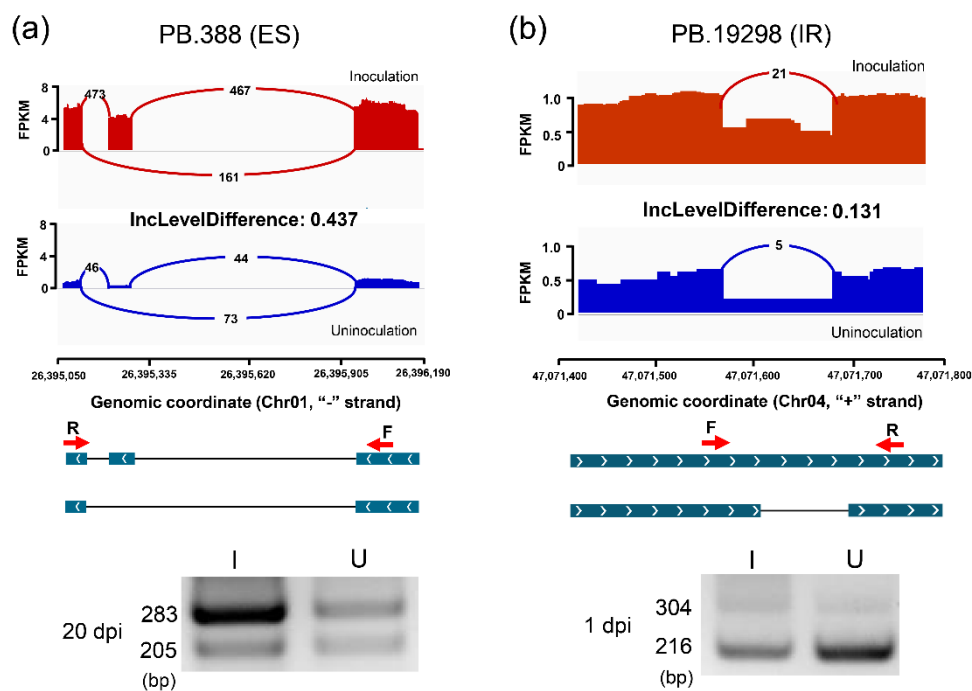 (a)
PB.388 (ES)
Inoculation
8
4
0
FPKM
473
467
161
IncLevelDifference: 0.437
8
4
0
FPKM
46
44
73
Uninoculation
26,395,050
26,395,335
26,395,620
26,395,905
26,396,190
Genomic coordinate (Chr01, “-” strand)
R
F
I
U
20 dpi
283
205
(bp)
(b)
PB.19298 (IR)
Inoculation
1.0
0.5
0
FPKM
21
IncLevelDifference: 0.131
1.0
0.5
0
FPKM
5
Uninoculation
47,071,400
47,071,500
47,071,600
47,071,700
47,071,800
Genomic coordinate (Chr04, “+” strand)
F
R
I
U
1 dpi
304
216
(bp)